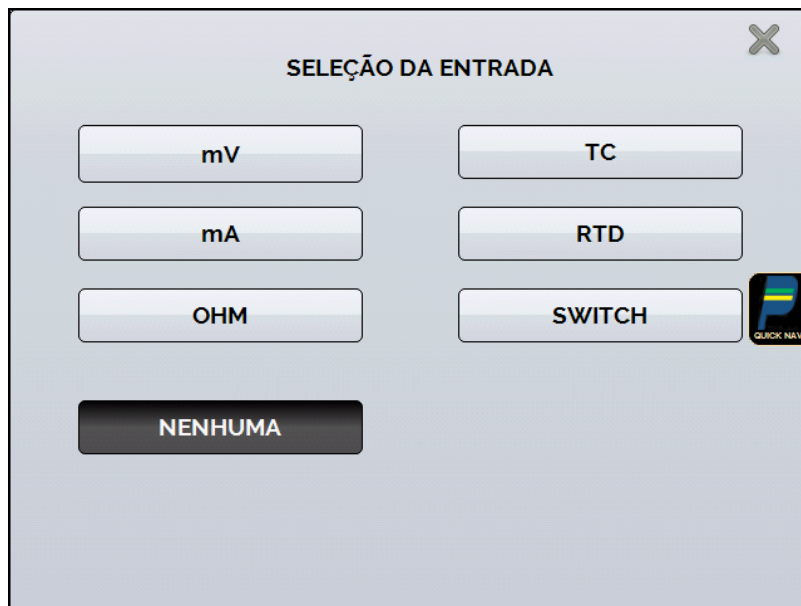 SELEÇÃO DA ENTRADA
mV
TC
mA
RTD
OHM
SWITCH
QUICK NAV
NENHUMA